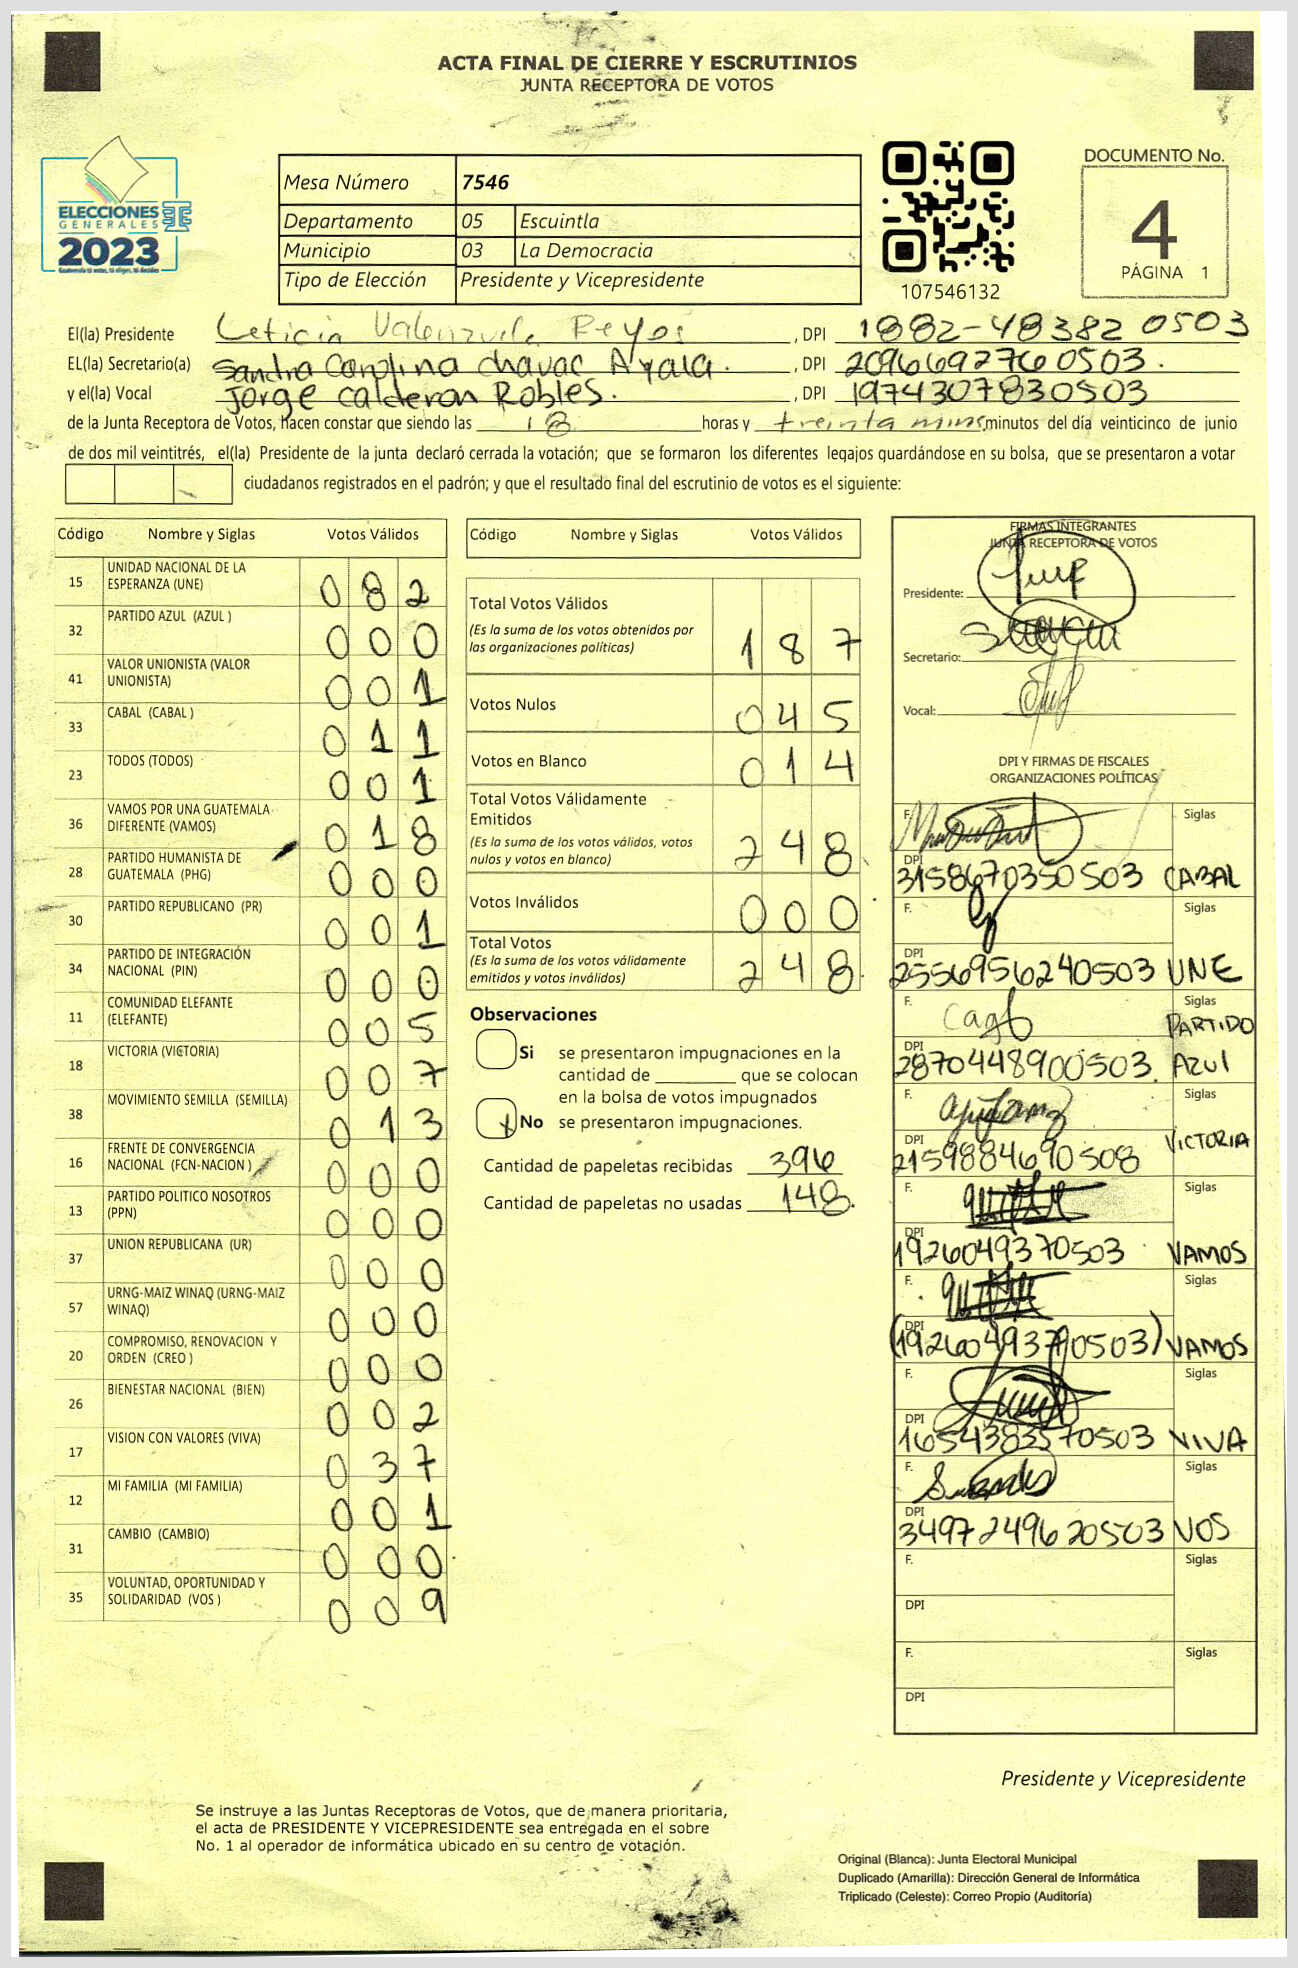 ACTA FINAL DE CIERRE Y ESCRUTINIOS
JUNTA RECEPTORA DE VOTOS
ELECCIONES
GENERALES
2023
Mesa Número 7546
Departamento 05 Escuintla
Municipio 03 La Democracia
Tipo de Elección Presidente y Vicepresidente
107546132
DOCUMENTO No.
4
PÁGINA 1
El(la) Presidente Leticia Valenzuela Reyes, DPI 1882-48382 0503
EL(la) Secretario(a) Sandra Carolina Chavac Ayala., DPI 2096692760503.
y el(la) Vocal Jorge Calderon Robles., DPI 1974307830503
de la Junta Receptora de Votos, hacen constar que siendo las 18 horas y treinta minutos del día veinticinco de junio
de dos mil veintitrés, el(la) Presidente de la junta declaró cerrada la votación; que se formaron los diferentes legajos guardándose en su bolsa, que se presentaron a votar
ciudadanos registrados en el padrón; y que el resultado final del escrutinio de votos es el siguiente:
Código Nombre y Siglas Votos Válidos
15 UNIDAD NACIONAL DE LA ESPERANZA (UNE) 082
32 PARTIDO AZUL (AZUL ) 000
41 VALOR UNIONISTA (VALOR UNIONISTA) 001
33 CABAL (CABAL ) 011
23 TODOS (TODOS) 001
36 VAMOS POR UNA GUATEMALA DIFERENTE (VAMOS) 018
28 PARTIDO HUMANISTA DE GUATEMALA (PHG) 000
30 PARTIDO REPUBLICANO (PR) 001
34 PARTIDO DE INTEGRACIÓN NACIONAL (PIN) 000
11 COMUNIDAD ELEFANTE (ELEFANTE) 005
18 VICTORIA (VICTORIA) 007
38 MOVIMIENTO SEMILLA (SEMILLA) 013
16 FRENTE DE CONVERGENCIA NACIONAL (FCN-NACION ) 000
13 PARTIDO POLITICO NOSOTROS (PPN) 000
37 UNION REPUBLICANA (UR) 000
57 URNG-MAIZ WINAQ (URNG-MAIZ WINAQ) 000
20 COMPROMISO, RENOVACION Y ORDEN (CREO ) 000
26 BIENESTAR NACIONAL (BIEN) 002
17 VISION CON VALORES (VIVA) 037
12 MI FAMILIA (MI FAMILIA) 001
31 CAMBIO (CAMBIO) 000
35 VOLUNTAD, OPORTUNIDAD Y SOLIDARIDAD (VOS ) 009
Código Nombre y Siglas Votos Válidos
Total Votos Válidos 187
(Es la suma de los votos obtenidos por
las organizaciones políticas)
Votos Nulos 045
Votos en Blanco 014
Total Votos Válidamente
Emitidos 248
(Es la suma de los votos válidos, votos
nulos y votos en blanco)
Votos Inválidos 000
Total Votos 248
(Es la suma de los votos válidamente
emitidos y votos inválidos)
Observaciones
Si se presentaron impugnaciones en la
cantidad de ________ que se colocan
en la bolsa de votos impugnados
X No se presentaron impugnaciones.
Cantidad de papeletas recibidas 396
Cantidad de papeletas no usadas 148.
FIRMAS INTEGRANTES
JUNTA RECEPTORA DE VOTOS
Presidente:
Secretario:
Vocal:
DPI Y FIRMAS DE FISCALES
ORGANIZACIONES POLÍTICAS
F. Siglas
DPI 3158670350503 CABAL
F. Siglas
DPI 2556956240503 UNE
F. Siglas
DPI 2870448900503. PARTIDO AZUL
F. Siglas
DPI 2159884690508 VICTORIA
F. Siglas
DPI 1926049370503 VAMOS
F. Siglas
DPI (1926049370503) VAMOS
F. Siglas
DPI 1654383570503 VIVA
F. Siglas
DPI 3497249620503 VOS
F. Siglas
DPI
F. Siglas
DPI
Presidente y Vicepresidente
Se instruye a las Juntas Receptoras de Votos, que de manera prioritaria,
el acta de PRESIDENTE Y VICEPRESIDENTE sea entregada en el sobre
No. 1 al operador de informática ubicado en su centro de votación.
Original (Blanca): Junta Electoral Municipal
Duplicado (Amarilla): Dirección General de Informática
Triplicado (Celeste): Correo Propio (Auditoría)